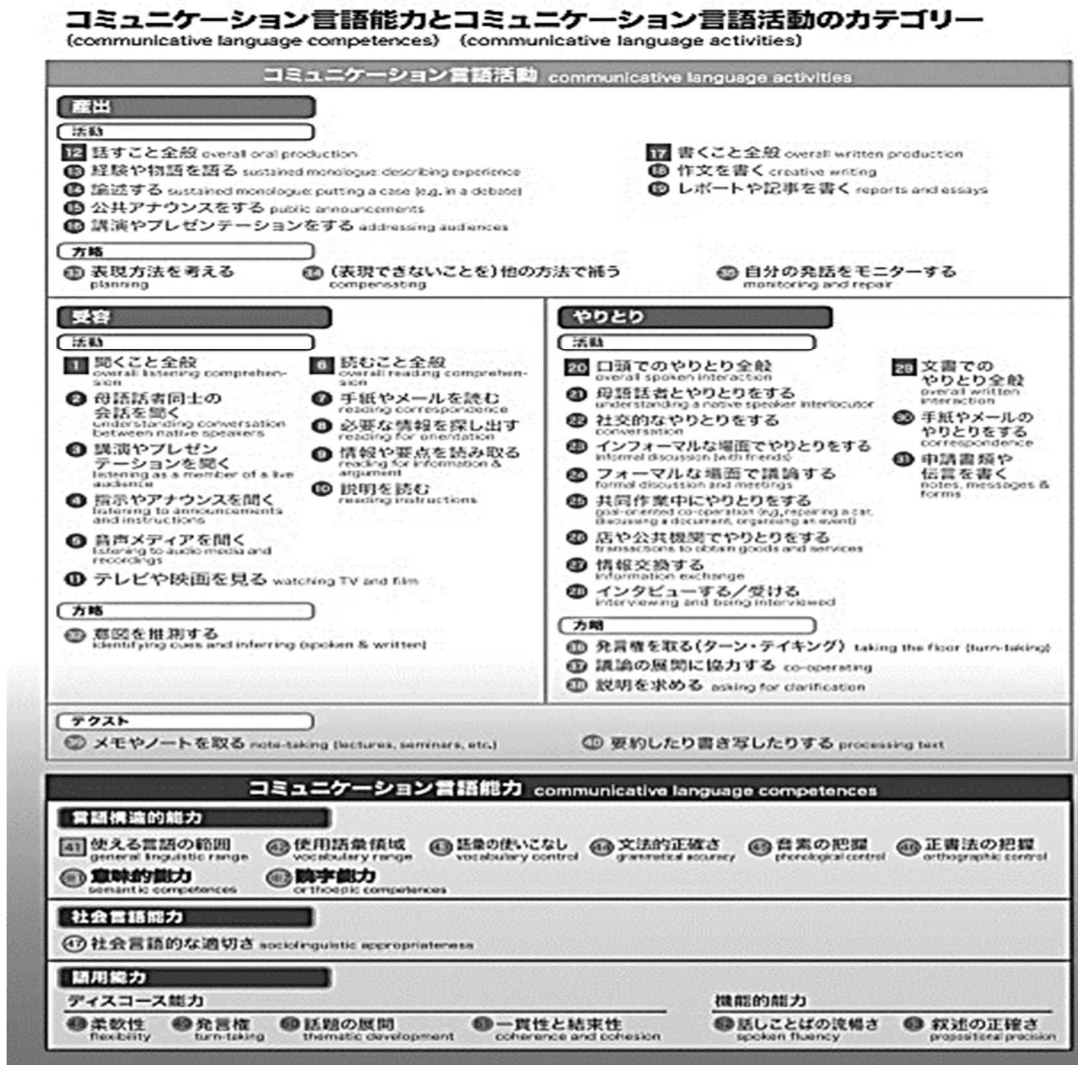 コミュニケーション言語能力とコミュニケーション言語活動のカテゴリー
(communicative language competences) (communicative language activities)
コミュニケーション言語活動 communicative language activities
産出
活動
12 話すこと全般 overall oral production
13 経験や物語を語る sustained monologue: describing experience
14 論述する sustained monologue: putting a case (e.g. in a debate)
15 公共アナウンスをする public announcements
16 講演やプレゼンテーションをする addressing audiences
17 書くこと全般 overall written production
18 作文を書く creative writing
19 レポートや記事を書く reports and essays
方略
33 表現方法を考える
planning
34 (表現できないことを)他の方法で補う
compensating
35 自分の発話をモニターする
monitoring and repair
受容
活動
1 聞くこと全般
overall listening comprehen-
sion
2 母語話者同士の
会話を聞く
understanding conversation
between native speakers
3 講演やプレゼン
テーションを聞く
listening as a member of a live
audience
4 指示やアナウンスを聞く
listening to announcements
and instructions
5 音声メディアを聞く
listening to audio media and
recordings
11 テレビや映画を見る watching TV and film
6 読むこと全般
overall reading comprehen-
sion
7 手紙やメールを読む
reading correspondence
8 必要な情報を探し出す
reading for orientation
9 情報や要点を読み取る
reading for information &
argument
10 説明を読む
reading instructions
方略
32 意図を推測する
identifying cues and inferring (spoken & written)
やりとり
活動
20 口頭でのやりとり全般
overall spoken interaction
21 母語話者とやりとりをする
understanding a native speaker interlocutor
22 社交的なやりとりをする
conversation
23 インフォーマルな場面でやりとりをする
informal discussion (with friends)
24 フォーマルな場面で議論する
formal discussion and meetings
25 共同作業中にやりとりをする
goal-oriented co-operation (e.g. repairing a car,
discussing a document, organising an event)
26 店や公共機関でやりとりをする
transactions to obtain goods and services
27 情報交換する
information exchange
28 インタビューする/受ける
interviewing and being interviewed
29 文書での
やりとり全般
overall written
interaction
30 手紙やメールの
やりとりをする
correspondence
31 申請書類や
伝言を書く
notes, messages &
forms
方略
36 発言権を取る(ターン・テイキング) taking the floor (turn-taking)
37 議論の展開に協力する co-operating
38 説明を求める asking for clarification
テクスト
39 メモやノートを取る note-taking (lectures, seminars, etc.)
40 要約したり書き写したりする processing text
コミュニケーション言語能力 communicative language competences
言語構造的能力
41 使える言語の範囲
general linguistic range
42 使用語彙領域
vocabulary range
43 語彙の使いこなし
vocabulary control
44 文法的正確さ
grammatical accuracy
45 音素の把握
phonological control
46 正書法の把握
orthographic control
意味的能力
semantic competences
読字能力
orthoepic competences
社会言語能力
47 社会言語的な適切さ sociolinguistic appropriateness
語用能力
ディスコース能力
48 柔軟性
flexibility
49 発言権
turn-taking
50 話題の展開
thematic development
51 一貫性と結束性
coherence and cohesion
機能的能力
52 話しことばの流暢さ
spoken fluency
53 叙述の正確さ
propositional precision